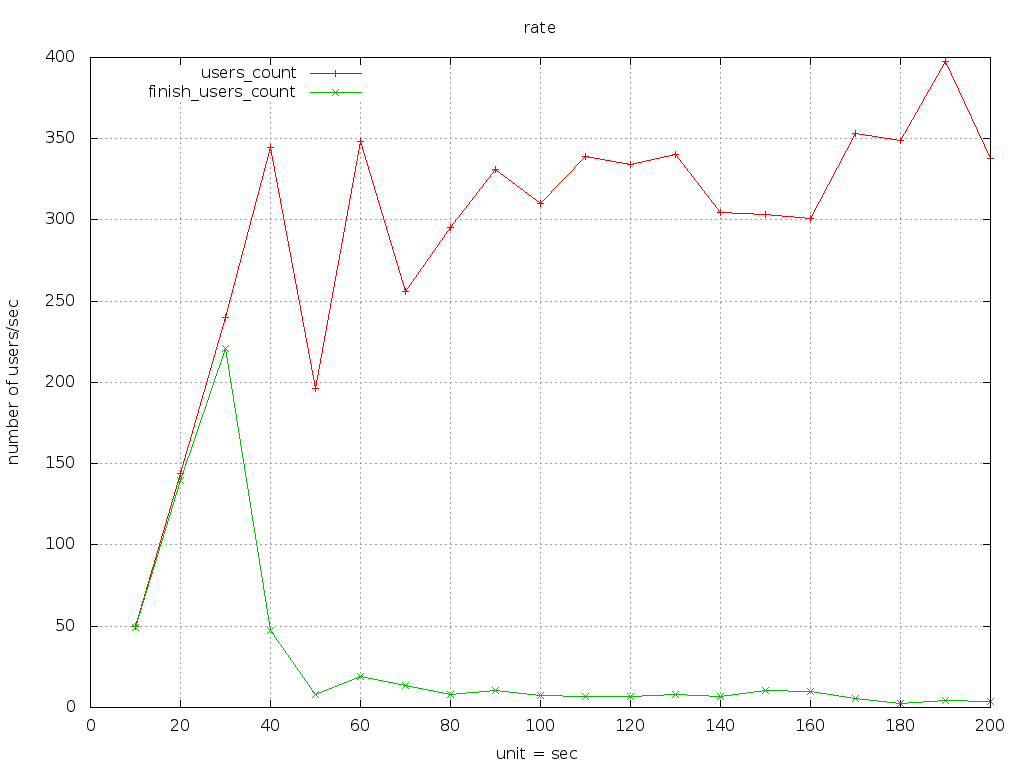 rate
400
users_count
finish_users_count
350
300
250
200
150
100
50
0
number of users/sec
0 20 40 60 80 100 120 140 160 180 200
unit = sec